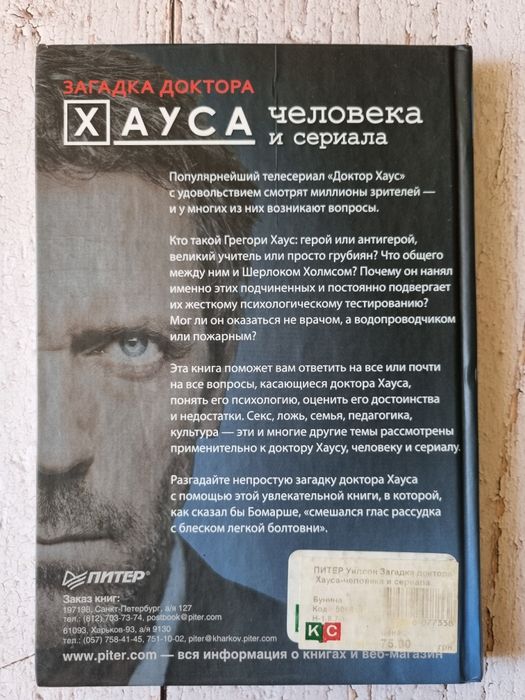 ЗАГАДКА ДОКТОРА
ХАУСА человека
и сериала
Популярнейший телесериал «Доктор Хаус»
с удовольствием смотрят миллионы зрителей —
и у многих из них возникают вопросы.
Кто такой Грегори Хаус: герой или антигерой,
великий учитель или просто грубиян? Что общего
между ним и Шерлоком Холмсом? Почему он нанял
именно этих подчиненных и постоянно подвергает
их жесткому психологическому тестированию?
Мог ли он оказаться не врачом, а водопроводчиком
или пожарным?
Эта книга поможет вам ответить на все или почти
на все вопросы, касающиеся доктора Хауса,
понять его психологию, оценить его достоинства
и недостатки. Секс, ложь, семья, педагогика,
культура — эти и многие другие темы рассмотрены
применительно к доктору Хаусу, человеку и сериалу.
Разгадайте непростую загадку доктора Хауса
с помощью этой увлекательной книги, в которой,
как сказал бы Бомарше, «смешался глас рассудка
с блеском легкой болтовни».
ПИТЕР
Заказ книг:
197198, Санкт-Петербург, а/я 127
тел.: (812) 703-73-74, postbook@piter.com
61093, Харьков-93, а/я 9130
тел.: (057) 758-41-45, 751-10-02, piter@kharkov.piter.com
www.piter.com — вся информация о книгах и веб-магазин
ПИТЕР Уилсон Загадка доктора
Хауса-человека и сериала
Бунина
Код
КС
75.30
грн